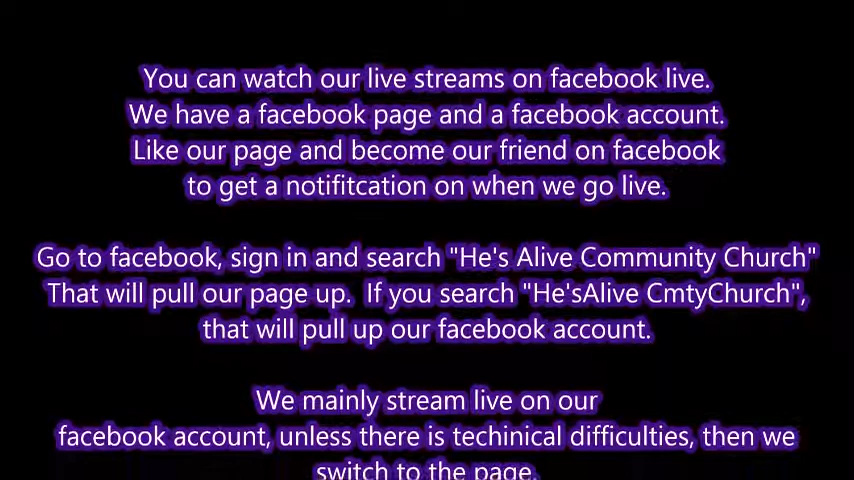 You can watch our live streams on facebook live.
We have a facebook page and a facebook account.
Like our page and become our friend on facebook
to get a notifitcation on when we go live.
Go to facebook, sign in and search "He's Alive Community Church"
That will pull our page up.  If you search "He'sAlive CmtyChurch",
that will pull up our facebook account.
We mainly stream live on our
facebook account, unless there is techinical difficulties, then we
switch to the page.